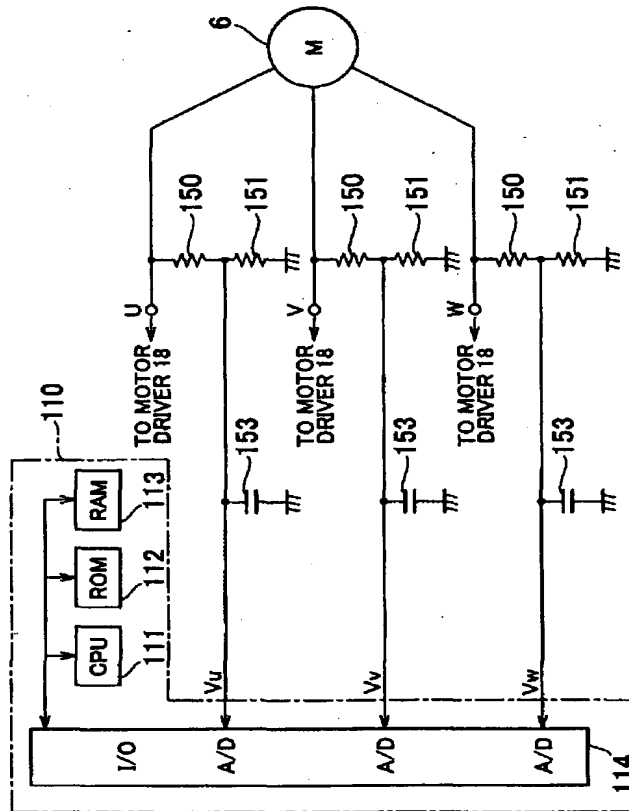 110
111
112
113
CPU
ROM
RAM
I/O
A/D
A/D
A/D
114
Vu
Vv
Vw
TO MOTOR
DRIVER 18
U
TO MOTOR
DRIVER 18
V
TO MOTOR
DRIVER 18
W
153
153
153
150
151
150
151
150
151
6
M